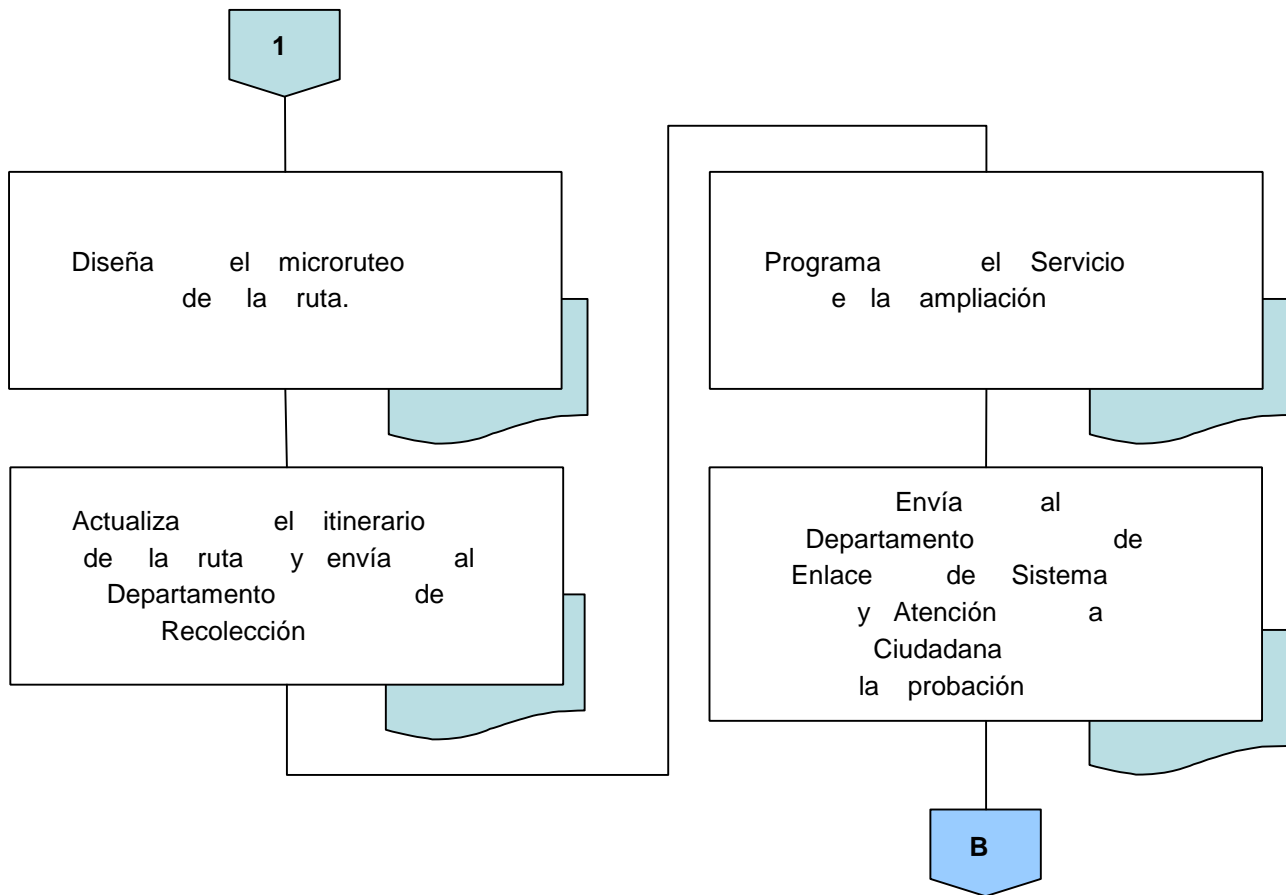 1
Diseña el microruteo
de la ruta.
Actualiza el itinerario
de la ruta y envía al
Departamento de
Recolección
Programa el Servicio
e la ampliación
Envía al
Departamento de
Enlace de Sistema
y Atención a
Ciudadana
la probación
B